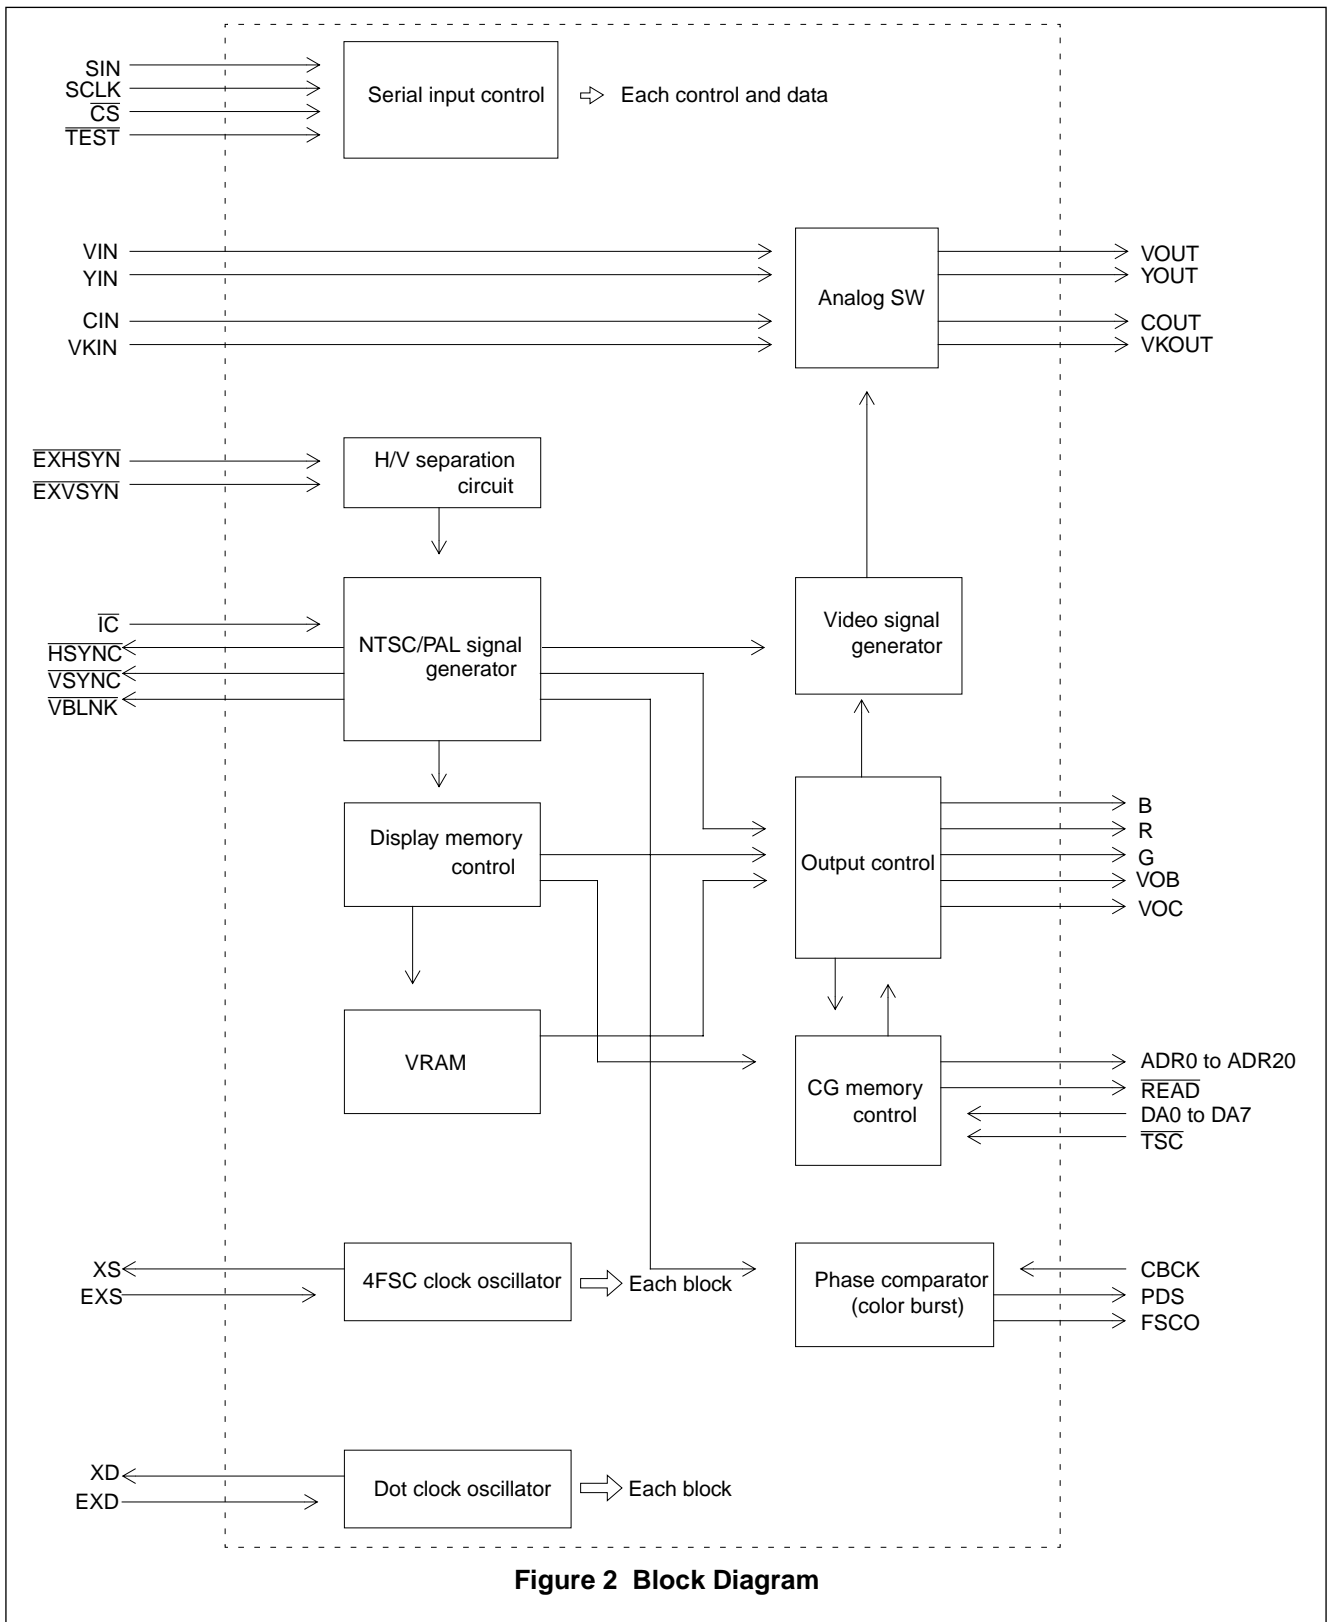 SIN
SCLK
CS
TEST
Serial input control
Each control and data
VIN
YIN
CIN
VKIN
Analog SW
VOUT
YOUT
COUT
VKOUT
EXHSYN
EXVSYN
H/V separation
circuit
IC
HSYNC
VSYNC
VBLNK
NTSC/PAL signal
generator
Video signal
generator
Display memory
control
Output control
B
R
G
VOB
VOC
VRAM
CG memory
control
ADR0 to ADR20
READ
DA0 to DA7
TSC
XS
EXS
4FSC clock oscillator
Each block
Phase comparator
(color burst)
CBCK
PDS
FSCO
XD
EXD
Dot clock oscillator
Each block
Figure 2 Block Diagram